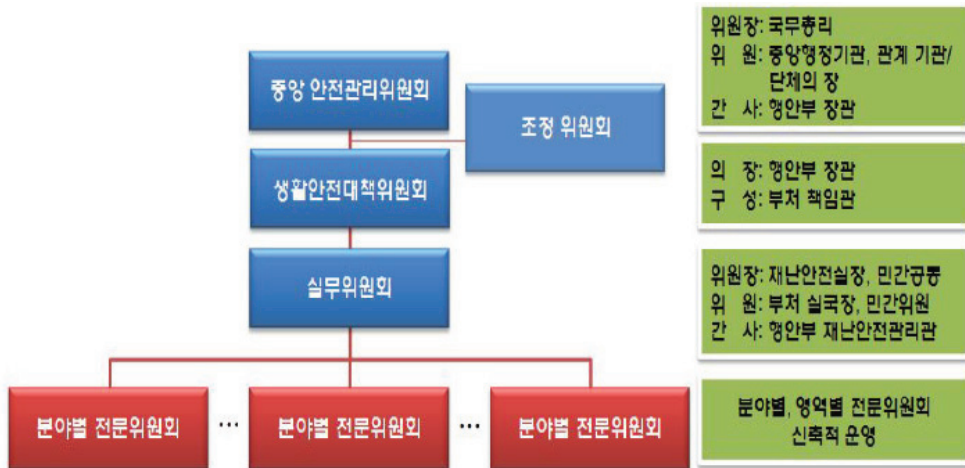 중앙 안전관리위원회
조정 위원회
생활안전대책위원회
실무위원회
분야별 전문위원회 ... 분야별 전문위원회 ... 분야별 전문위원회
위원장: 국무총리
위 원: 중앙행정기관, 관계 기관/
단체의 장
간 사: 행안부 장관
의 장: 행안부 장관
구 성: 부처 책임관
위원장: 재난안전실장, 민간공동
위 원: 부처 실국장, 민간위원
간 사: 행안부 재난안전관리관
분야별, 영역별 전문위원회
신축적 운영